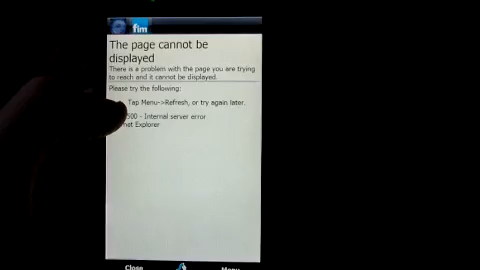 fim
The page cannot be
displayed
There is a problem with the page you are trying
to reach and it cannot be displayed.
Please try the following:
Tap Menu->Refresh, or try again later.
500 - Internal server error
Explorer
Close
Menu